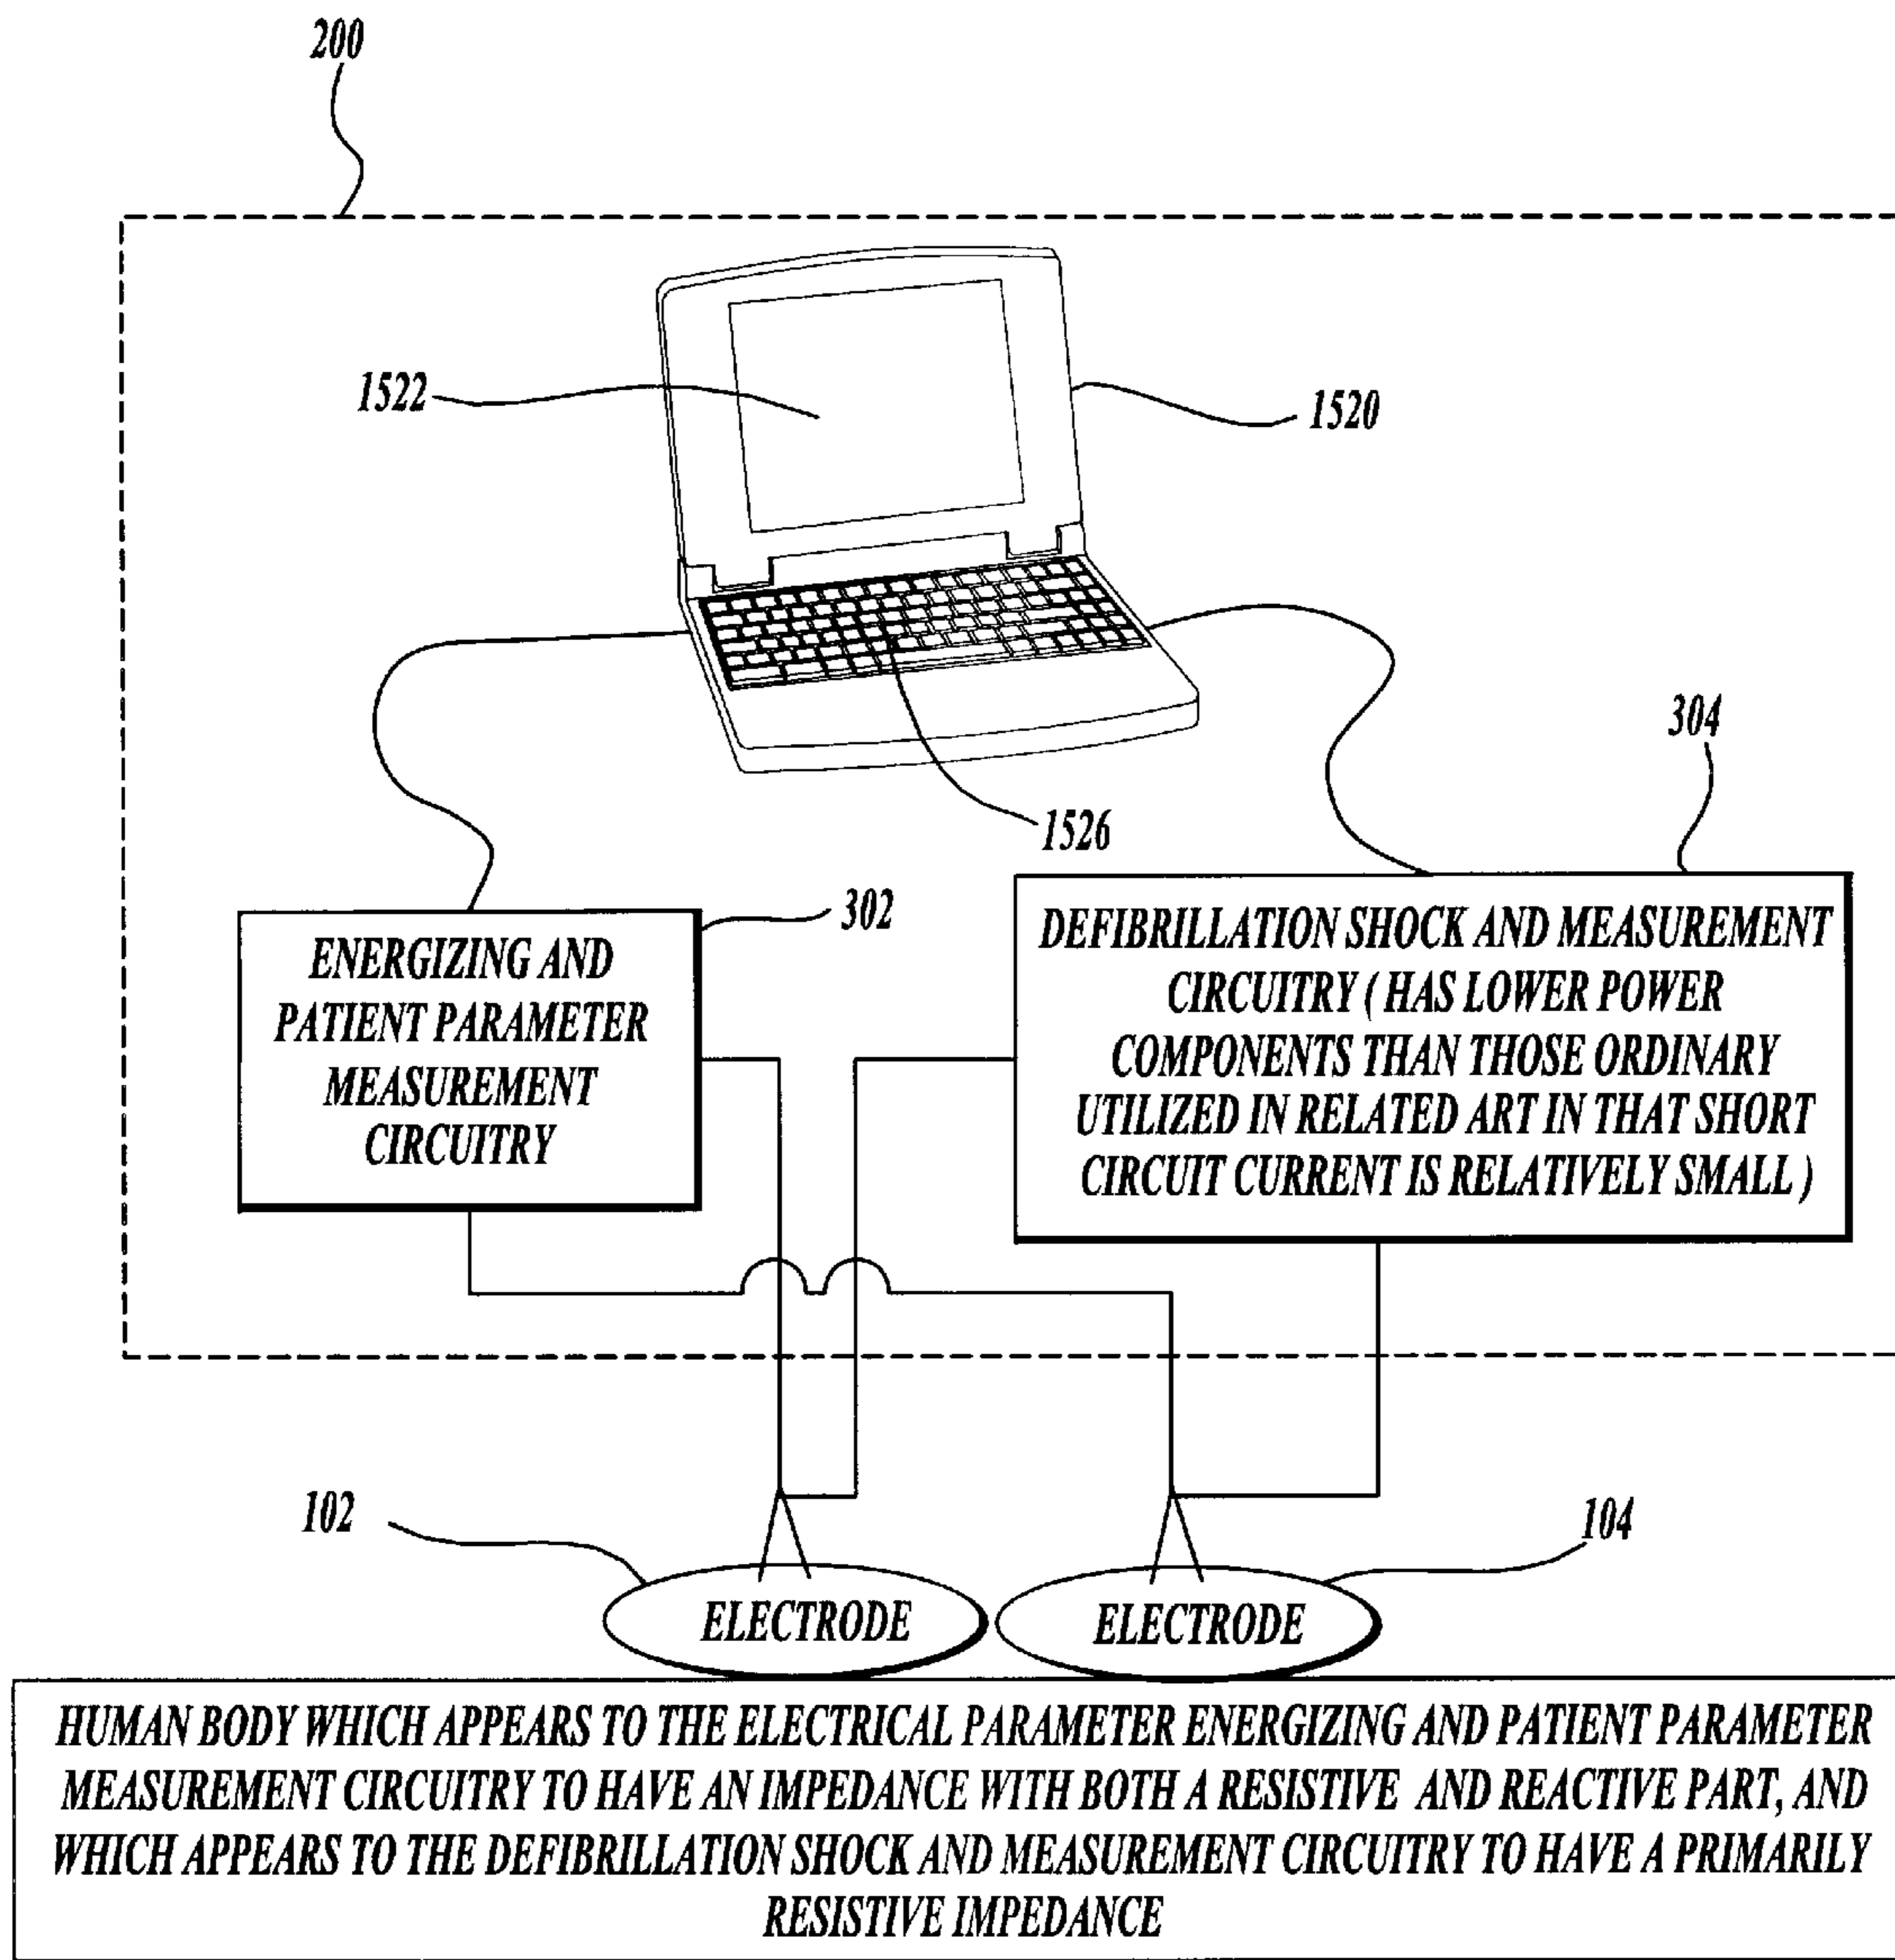 200
1522
1520
304
1526
302
ENERGIZING AND
PATIENT PARAMETER
MEASUREMENT
CIRCUITRY
DEFIBRILLATION SHOCK AND MEASUREMENT
CIRCUITRY ( HAS LOWER POWER
COMPONENTS THAN THOSE ORDINARY
UTILIZED IN RELATED ART IN THAT SHORT
CIRCUIT CURRENT IS RELATIVELY SMALL )
102
104
ELECTRODE
ELECTRODE
HUMAN BODY WHICH APPEARS TO THE ELECTRICAL PARAMETER ENERGIZING AND PATIENT PARAMETER
MEASUREMENT CIRCUITRY TO HAVE AN IMPEDANCE WITH BOTH A RESISTIVE AND REACTIVE PART, AND
WHICH APPEARS TO THE DEFIBRILLATION SHOCK AND MEASUREMENT CIRCUITRY TO HAVE A PRIMARILY
RESISTIVE IMPEDANCE